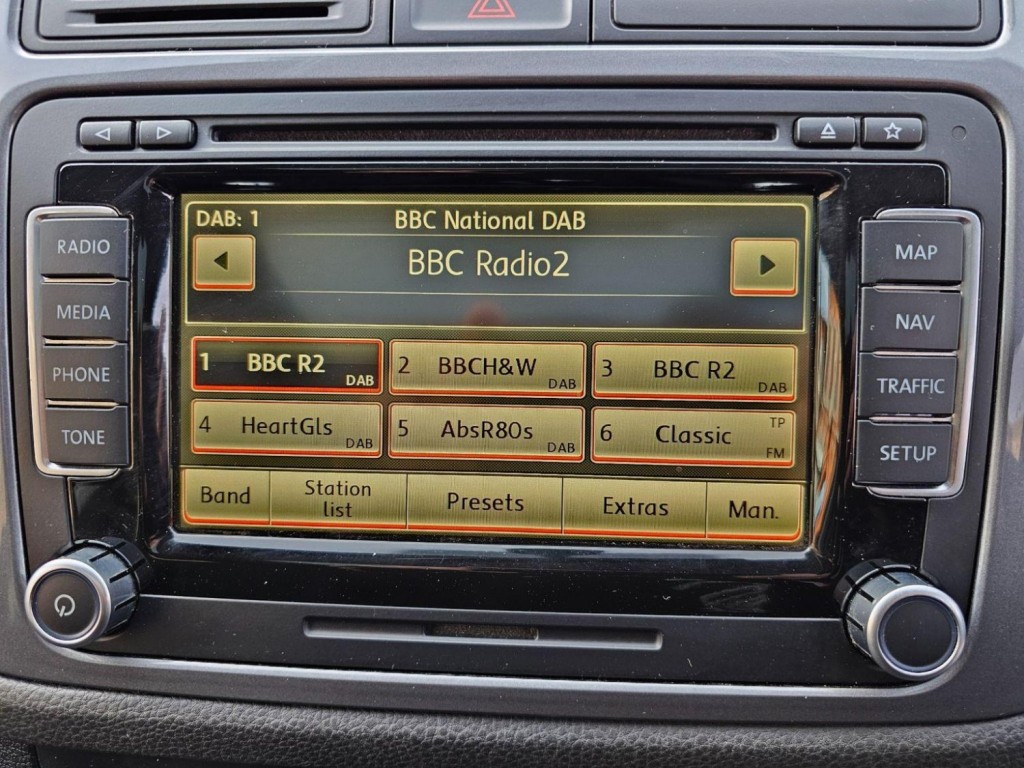 DAB: 1
BBC National DAB
BBC Radio2
1 BBC R2 DAB
2 BBCH&W DAB
3 BBC R2 DAB
4 HeartGls DAB
5 AbsR80s DAB
6 Classic TP FM
Band
Station
list
Presets
Extras
Man.
RADIO
MEDIA
PHONE
TONE
MAP
NAV
TRAFFIC
SETUP